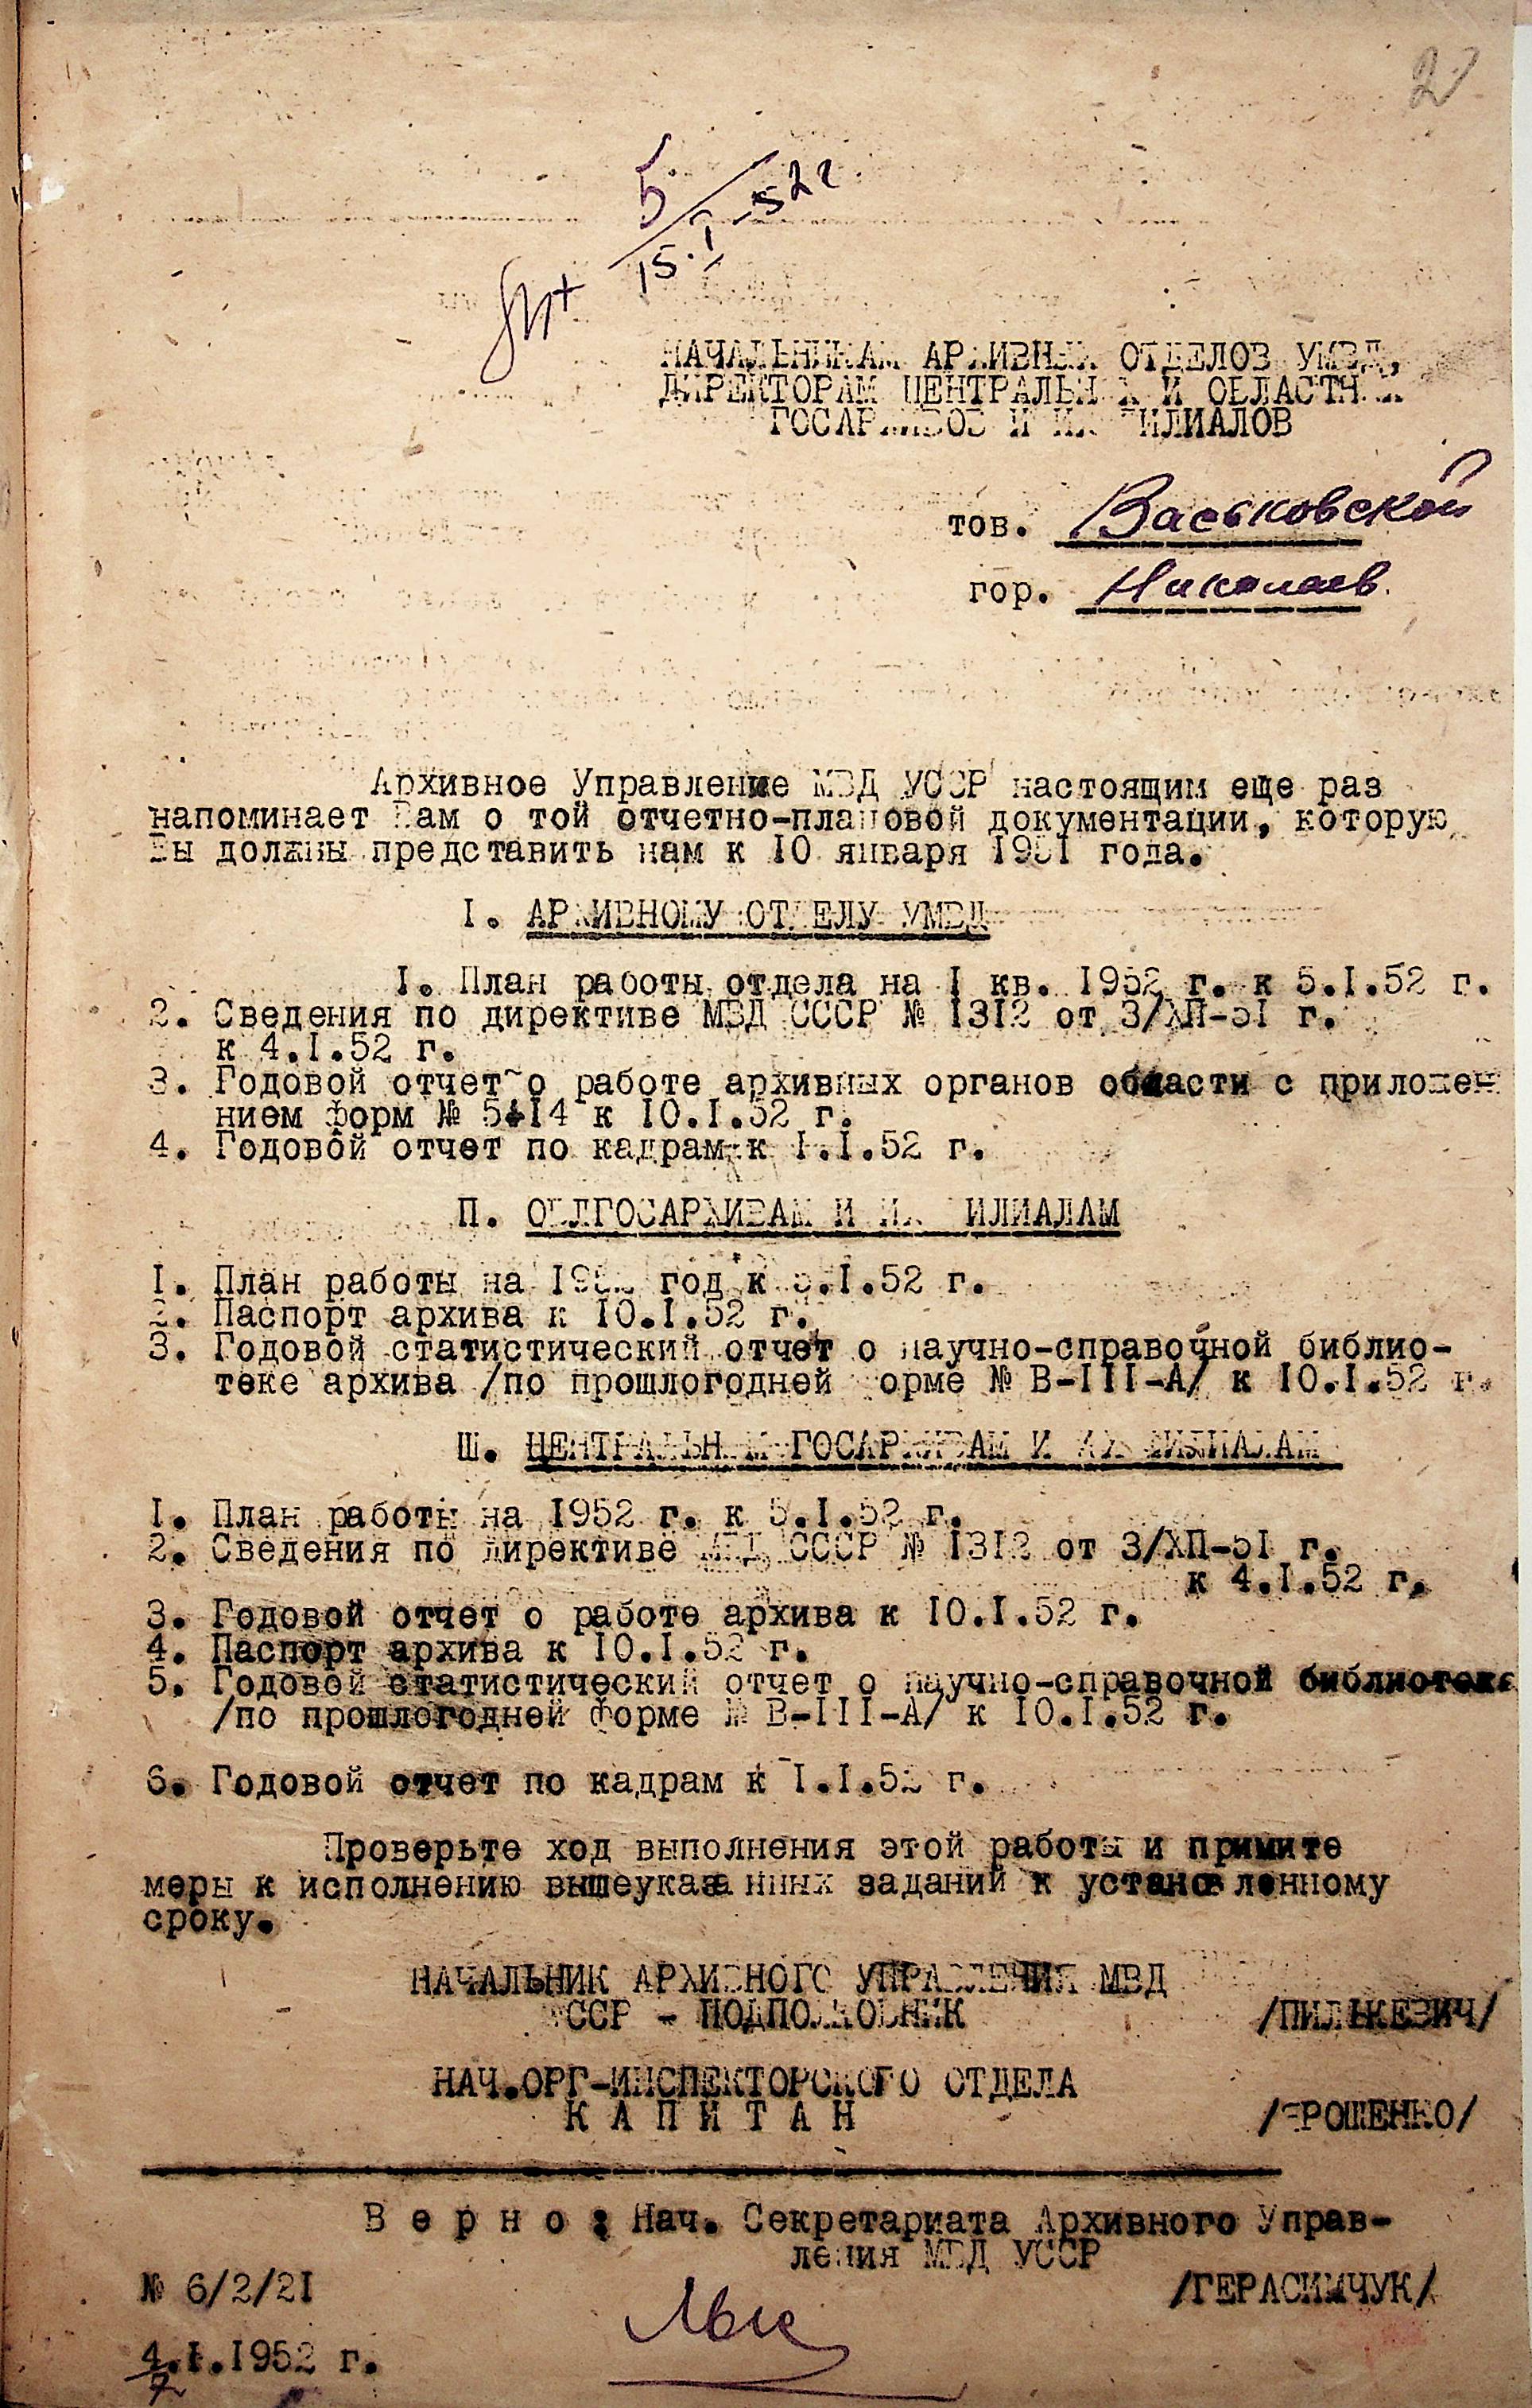 2
5
15.I-52г.
НАЧАЛЬНИКАМ АРХИВНЫХ ОТДЕЛОВ УМВД,
ДИРЕКТОРАМ ЦЕНТРАЛЬНЫХ И ОБЛАСТНЫХ
ГОСАРХИВОВ И ИХ ФИЛИАЛОВ
тов. Васьковской
гор. Николаев.
Архивное Управление МВД УССР настоящим еще раз
напоминает Вам о той отчетно-плановой документации, которую
Вы должны представить нам к 10 января 1951 года.
I. АРХИВНОМУ ОТДЕЛУ УМВД
I. План работы отдела на I кв. 1952 г. к 5.I.52 г.
2. Сведения по директиве МВД СССР № 1312 от 3/ХП-51 г.
к 4.I.52 г.
3. Годовой отчет о работе архивных органов области с приложен
нием форм № 5-14 к 10.I.52 г.
4. Годовой отчет по кадрам к I.I.52 г.
П. ОБЛГОСАРХИВАМ И ИХ ФИЛИАЛАМ
I. План работы на 1952 год к 5.I.52 г.
2. Паспорт архива к 10.I.52 г.
3. Годовой статистический отчет о научно-справочной библио-
теке архива /по прошлогодней форме № В-III-А/ к 10.I.52 г.
Ш. ЦЕНТРАЛЬНЫМ ГОСАРХИВАМ И ИХ ФИЛИАЛАМ
I. План работы на 1952 г. к 5.I.52 г.
2. Сведения по директиве МВД СССР № 1312 от 3/ХП-51 г.
к 4.I.52 г.
3. Годовой отчет о работе архива к 10.I.52 г.
4. Паспорт архива к 10.I.52 г.
5. Годовой статистический отчет о научно-справочной библиотеке
/по прошлогодней форме № В-III-А/ к 10.I.52 г.
6. Годовой отчет по кадрам к I.I.52 г.
Проверьте ход выполнения этой работы и примите
меры к исполнению вышеуказанных заданий к установленному
сроку.
НАЧАЛЬНИК АРХИВНОГО УПРАВЛЕНИЯ МВД
УССР - ПОДПОЛКОВНИК /ПИЛЬКЕВИЧ/
НАЧ.ОРГ-ИНСПЕКТОРСКОГО ОТДЕЛА
К А П И Т А Н /ЕРОШЕНКО/
В е р н о : Нач. Секретариата Архивного Управ-
ления МВД УССР
№ 6/2/21 /ГЕРАСИМЧУК/
4.I.1952 г.
7